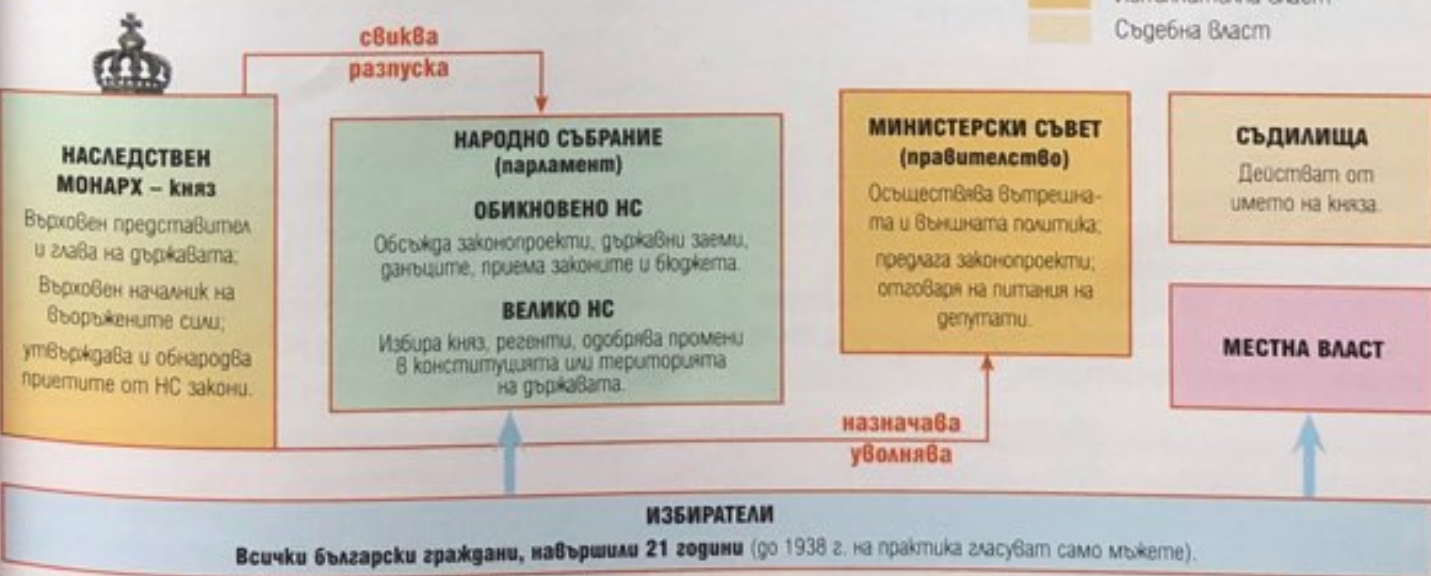 Съдебна власт
свиква
разпуска
НАСЛЕДСТВЕН
МОНАРХ – княз
Върховен представител
и глава на държавата;
Върховен началник на
въоръжените сили;
утвърждава и обнародва
приетите от НС закони.
НАРОДНО СЪБРАНИЕ
(парламент)
ОБИКНОВЕНО НС
Обсъжда законопроекти, държавни заеми,
данъците, приема законите и бюджета.
ВЕЛИКО НС
Избира княз, регенти, одобрява промени
в конституцията или територията
на държавата.
МИНИСТЕРСКИ СЪВЕТ
(правителство)
Осъществява вътрешна-
та и външната политика;
предлага законопроекти;
отговаря на питания на
депутати.
СЪДИЛИЩА
Действат от
името на княза.
МЕСТНА ВЛАСТ
назначава
уволнява
ИЗБИРАТЕЛИ
Всички български граждани, навършили 21 години (до 1938 г. на практика гласуват само мъжете).